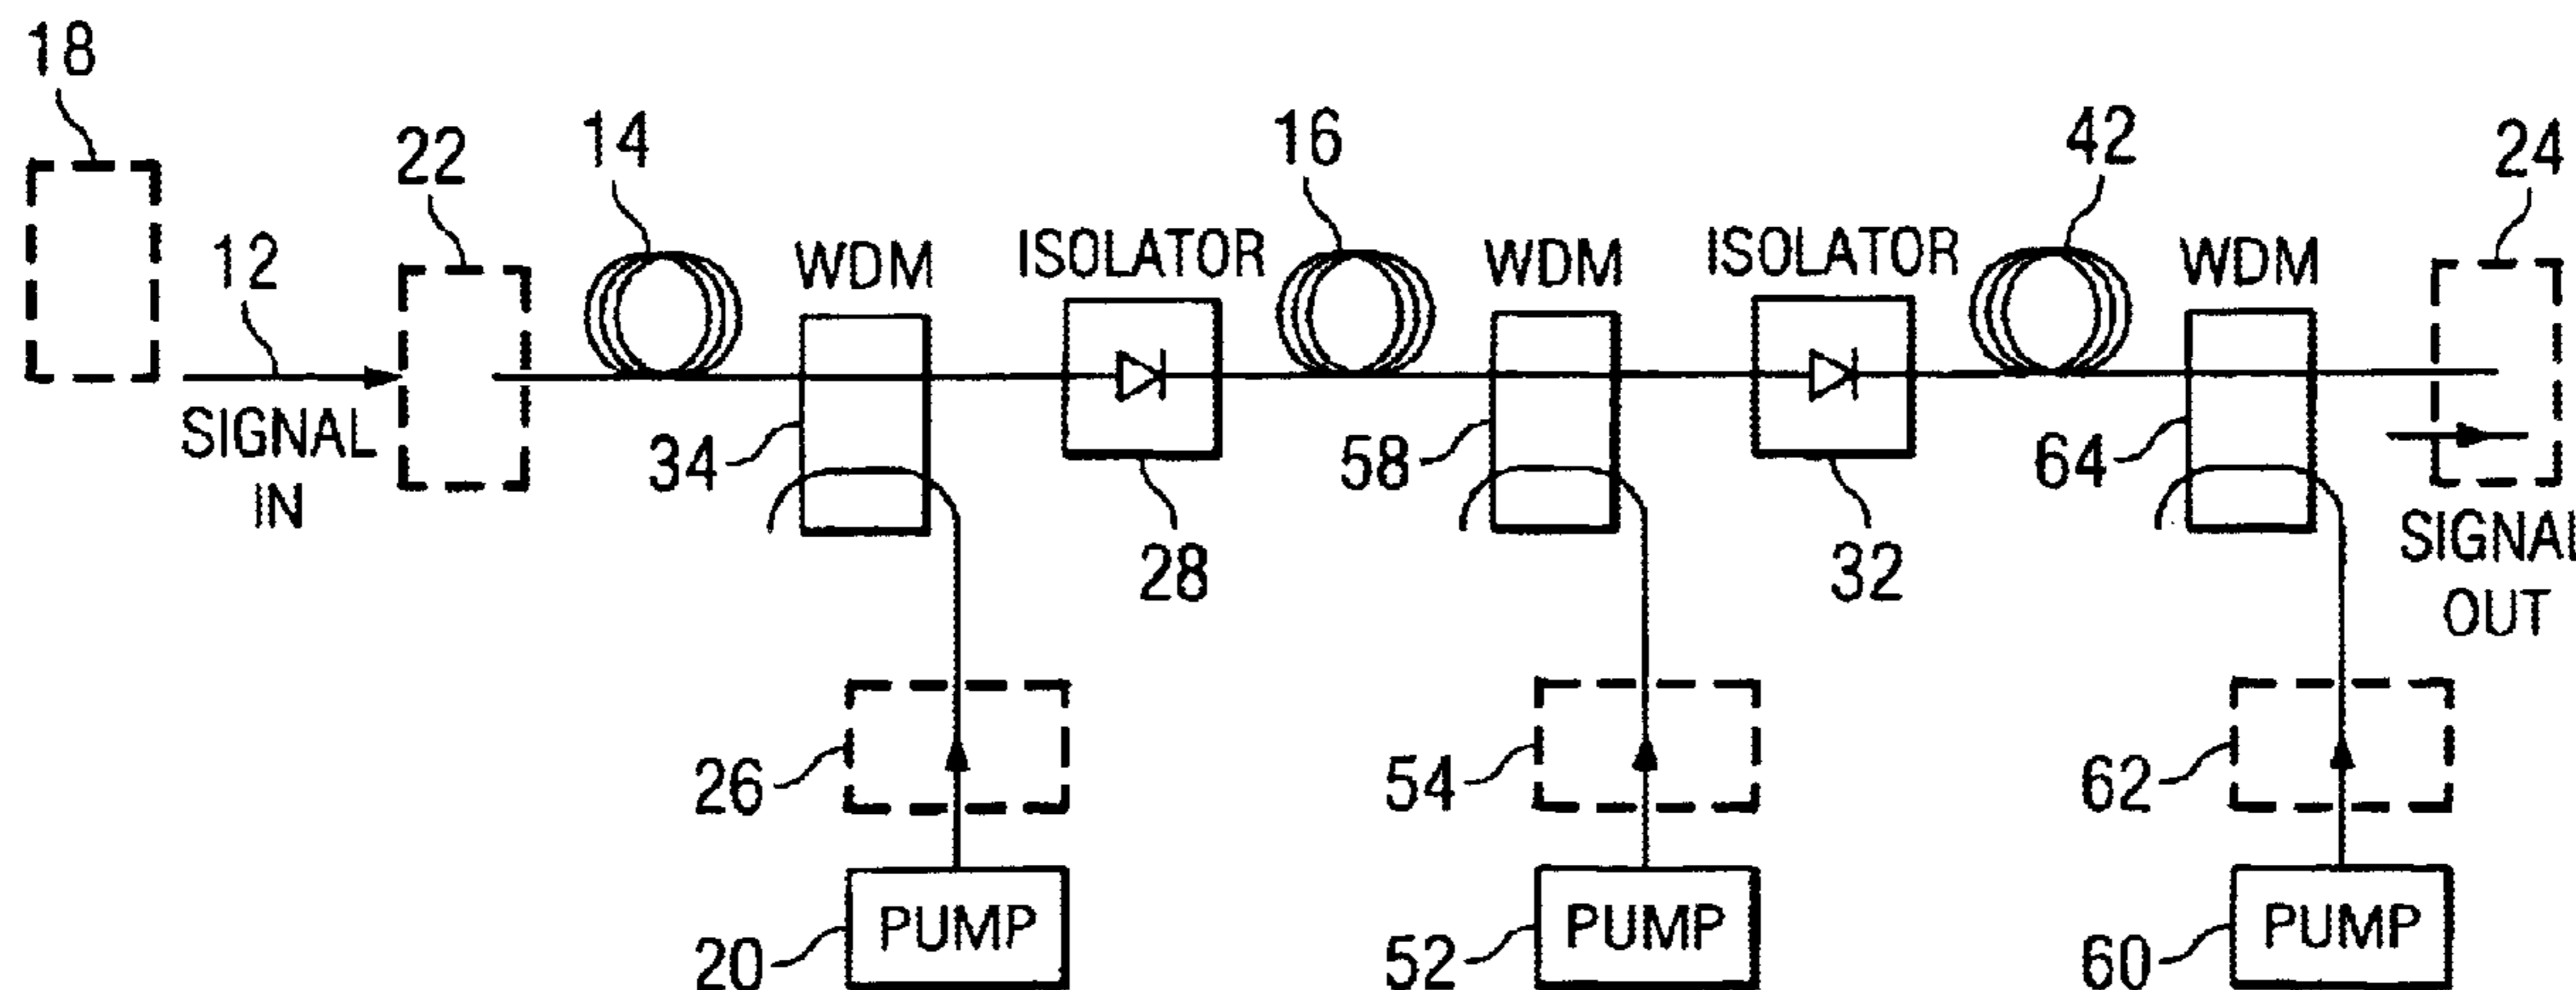 18
12
SIGNAL
IN
22
14
WDM
34
ISOLATOR
28
16
WDM
58
ISOLATOR
32
42
WDM
64
24
SIGNAL
OUT
26
20
PUMP
54
52
PUMP
62
60
PUMP